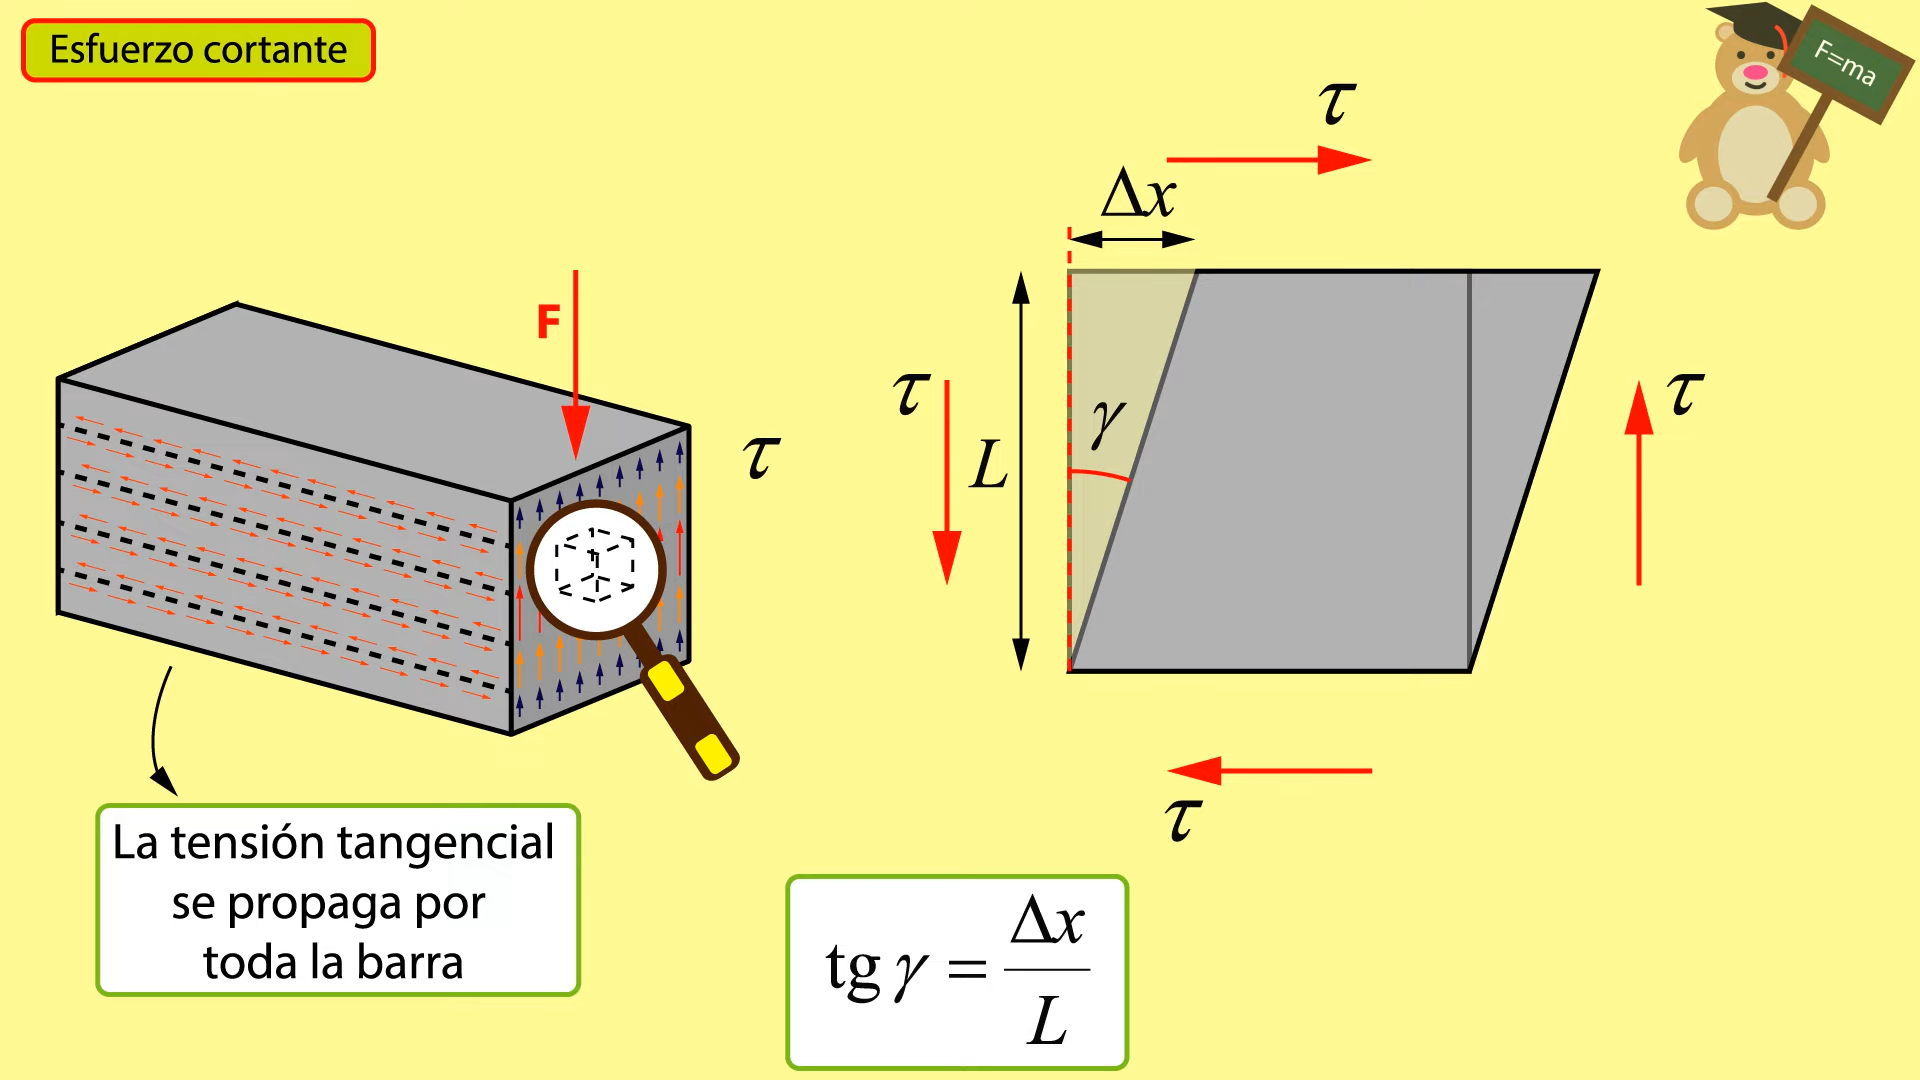 Esfuerzo cortante
F=ma
τ
Δx
F
τ
τ
τ
γ
L
τ
La tensión tangencial
se propaga por
toda la barra
tg γ = Δx / L